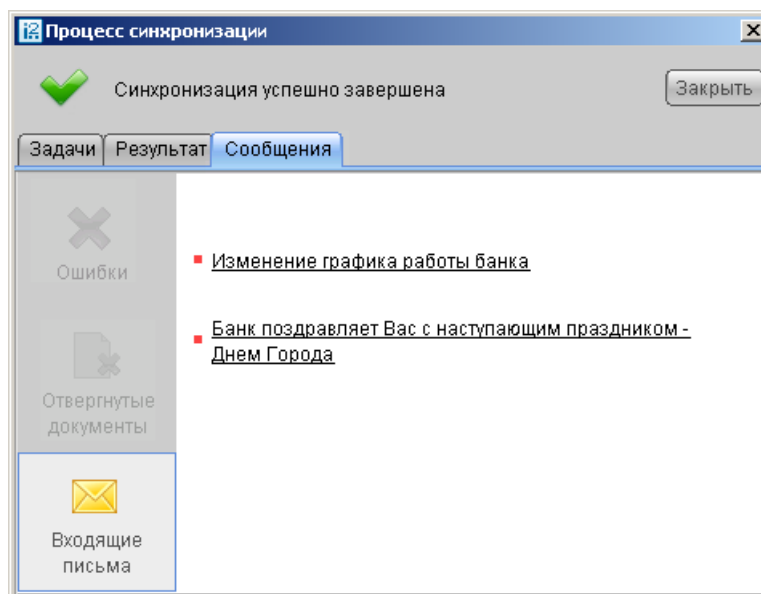 Процесс синхронизации
Синхронизация успешно завершена
Закрыть
Задачи
Результат
Сообщения
Ошибки
Отвергнутые
документы
Входящие
письма
Изменение графика работы банка
Банк поздравляет Вас с наступающим праздником -
Днем Города